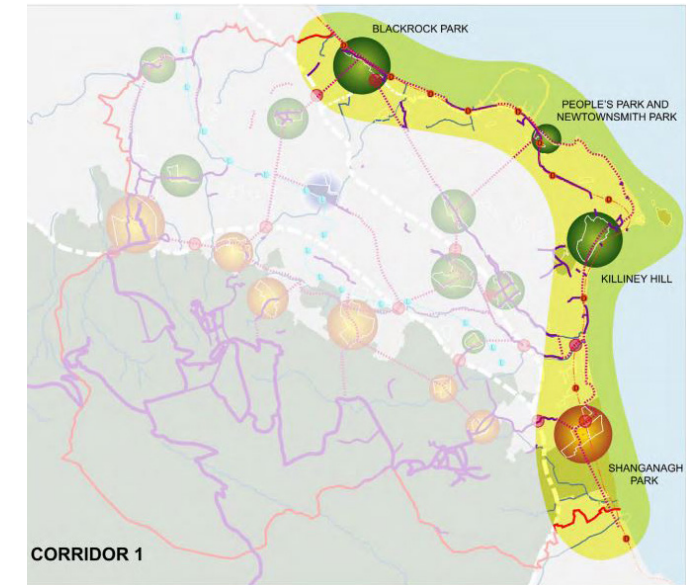 BLACKROCK PARK
PEOPLE'S PARK AND
NEWTOWNSMITH PARK
KILLINEY HILL
SHANGANAGH
PARK
CORRIDOR 1